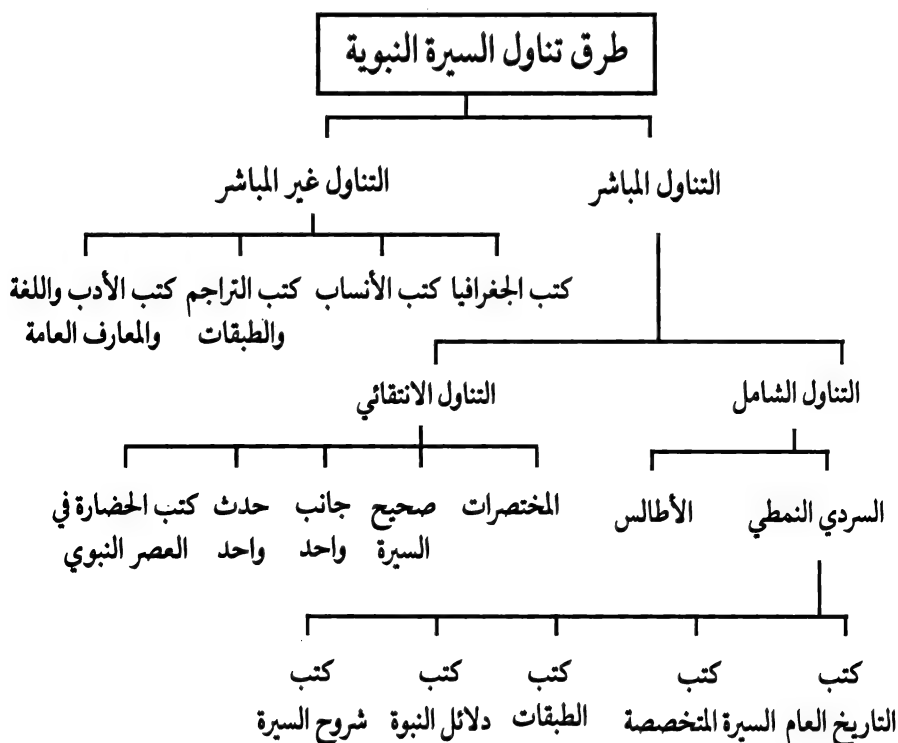 طرق تناول السيرة النبوية
التناول المباشر
التناول غير المباشر
كتب الجغرافيا
كتب الأنساب
كتب التراجم
والطبقات
كتب الأدب واللغة
والمعارف العامة
التناول الشامل
التناول الانتقائي
السردي النمطي
الأطالس
المختصرات
صحيح
السيرة
جانب
واحد
حدث
واحد
كتب الحضارة في
العصر النبوي
كتب
التاريخ العام
كتب
السيرة المتخصصة
كتب
الطبقات
كتب
دلائل النبوة
كتب
شروح السيرة